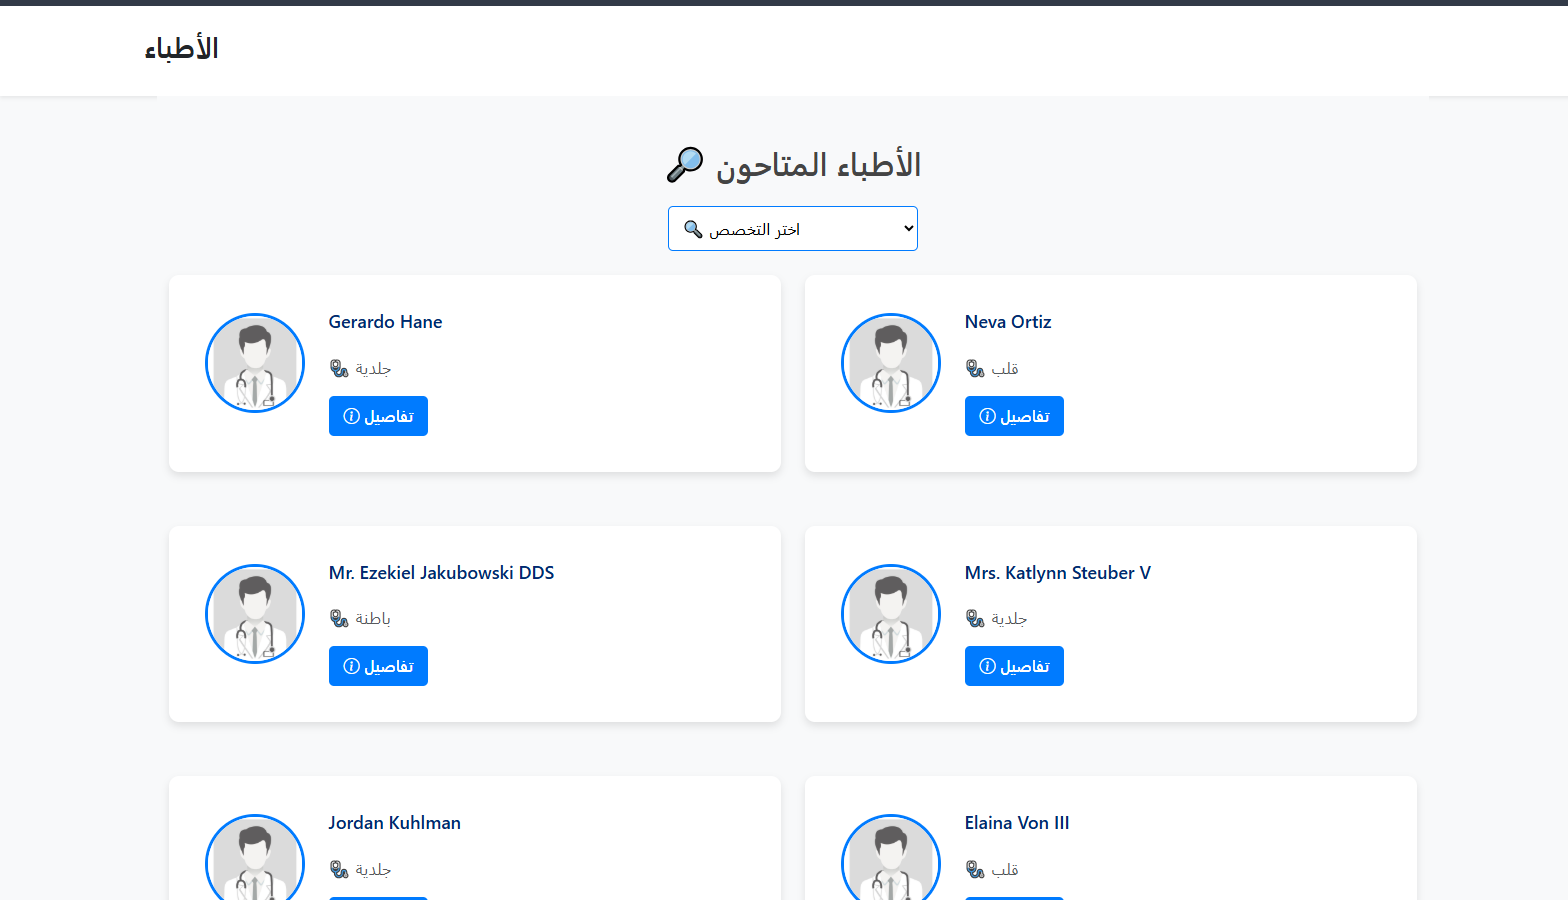 الأطباء
الأطباء المتاحون
اختر التخصص
Gerardo Hane
جلدية
تفاصيل
Neva Ortiz
قلب
تفاصيل
Mr. Ezekiel Jakubowski DDS
باطنة
تفاصيل
Mrs. Katlynn Steuber V
جلدية
تفاصيل
Jordan Kuhlman
جلدية
Elaina Von III
قلب